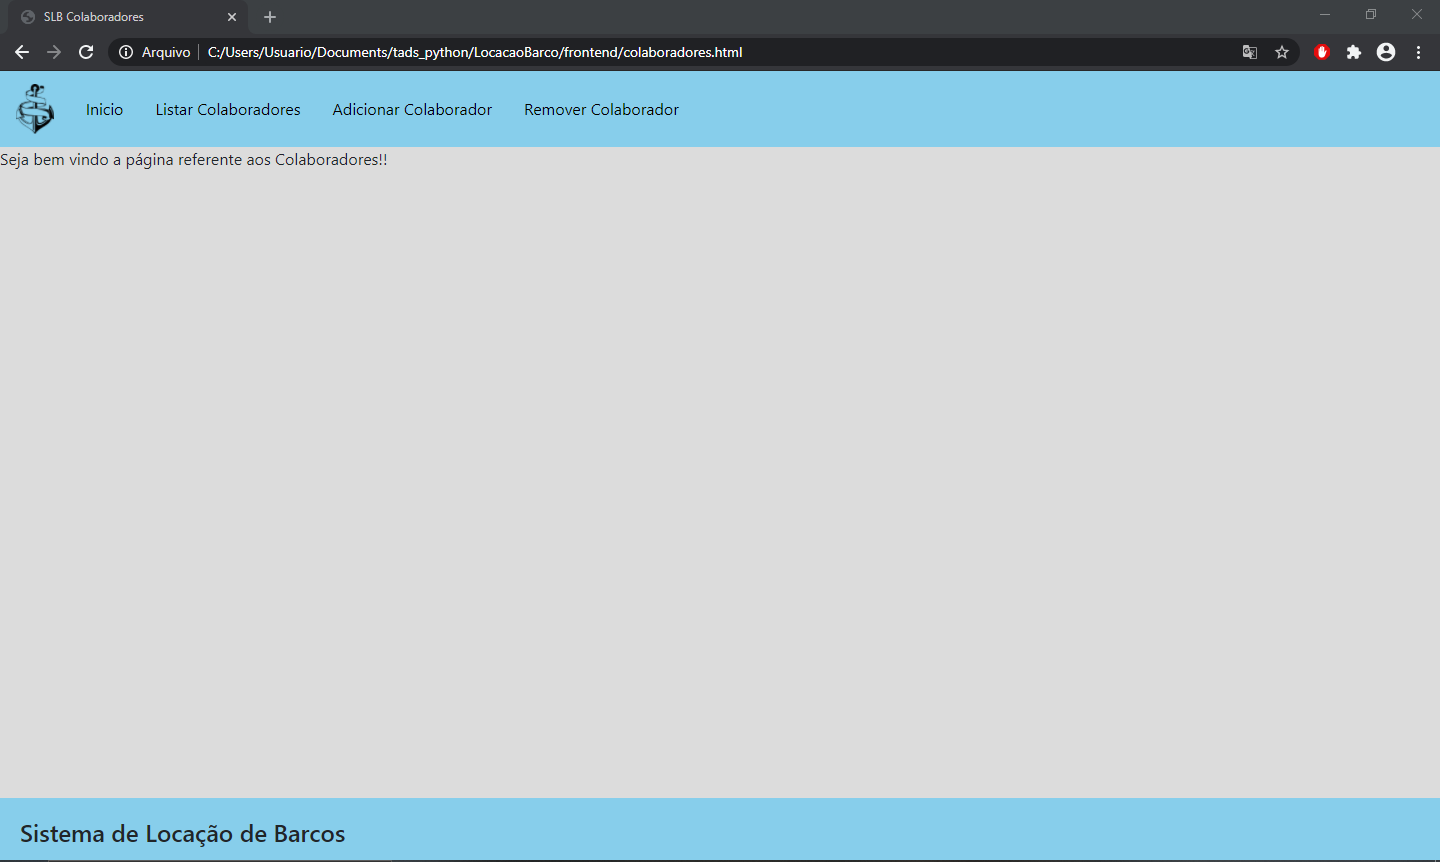 SLB Colaboradores
Arquivo | C:/Users/Usuario/Documents/tads_python/LocacaoBarco/frontend/colaboradores.html
Inicio Listar Colaboradores Adicionar Colaborador Remover Colaborador
Seja bem vindo a página referente aos Colaboradores!!
Sistema de Locação de Barcos